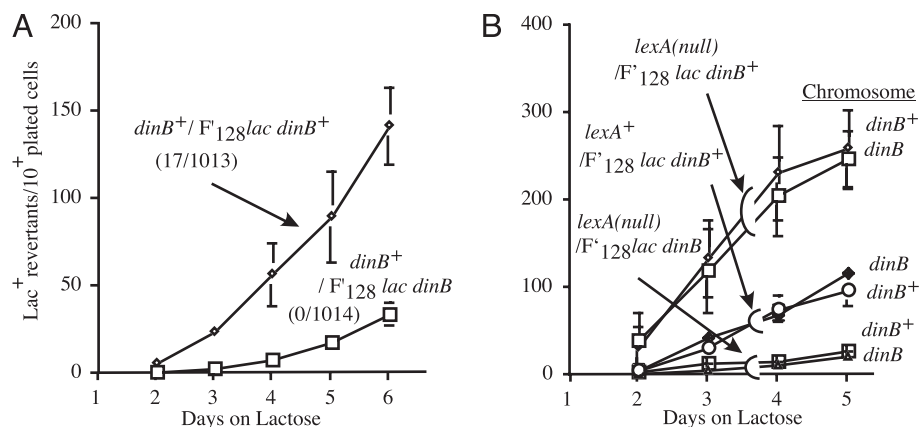 A
Lac+ revertants/10+ plated cells
200
150
100
50
0
dinB+/ F'128lac dinB+
(17/1013)
dinB+
/ F'128 lac dinB
(0/1014)
1 2 3 4 5 6
Days on Lactose
B
400
300
200
100
0
lexA(null)
/F'128 lac dinB+
lexA+
/F'128 lac dinB+
lexA(null)
/F'128lac dinB
Chromosome
dinB+
dinB
dinB
dinB+
dinB+
dinB
1 2 3 4 5
Days on Lactose